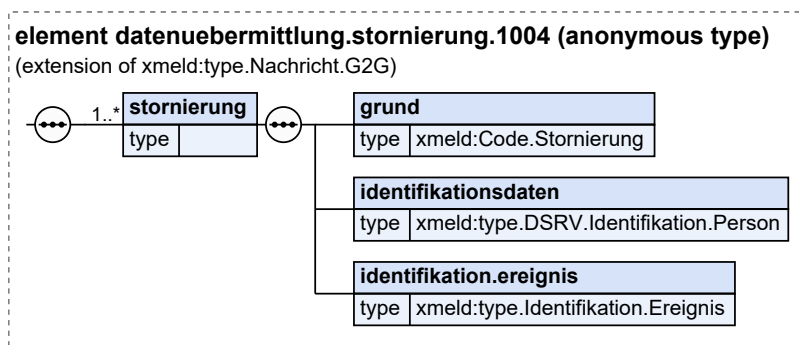 element datenuebermittlung.stornierung.1004 (anonymous type)
(extension of xmeld:type.Nachricht.G2G)
1..*
stornierung
type
grund
type xmeld:Code.Stornierung
identifikationsdaten
type xmeld:type.DSRV.Identifikation.Person
identifikation.ereignis
type xmeld:type.Identifikation.Ereignis